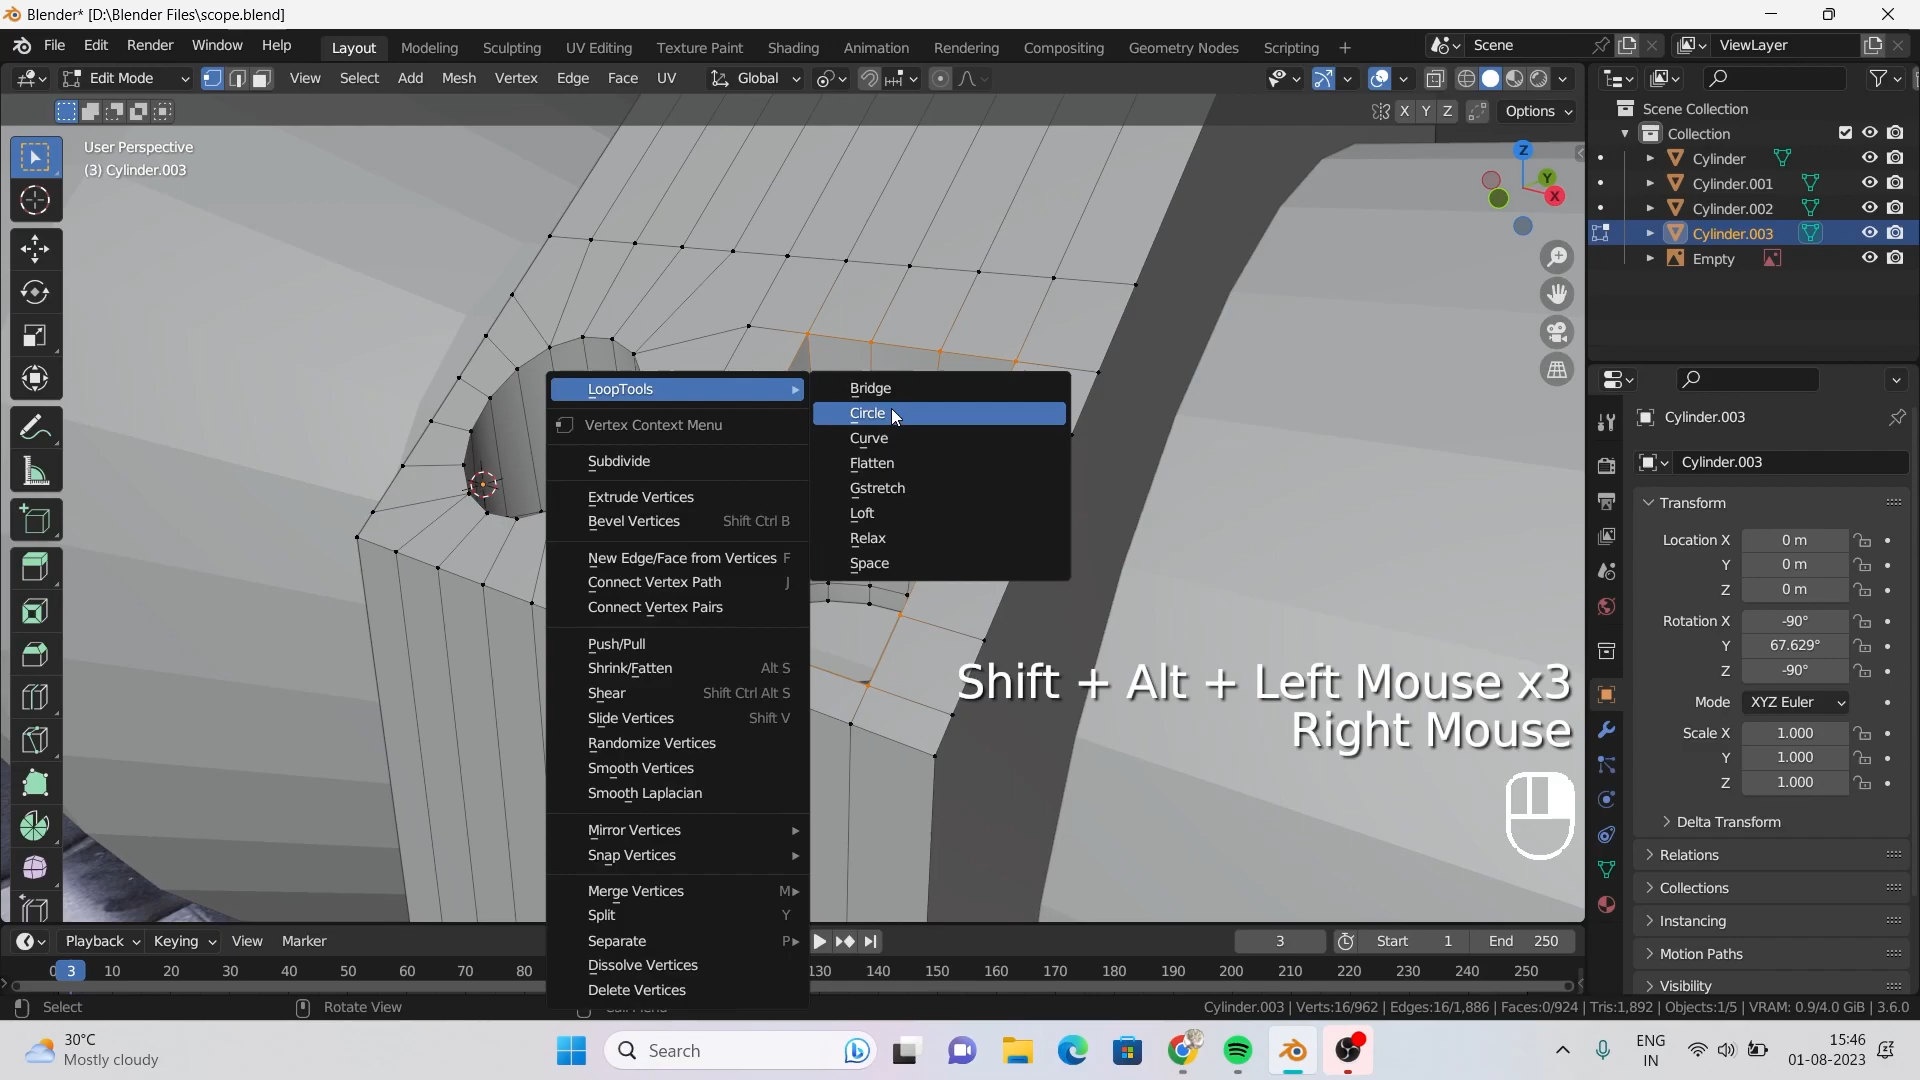 Blender* [D:\Blender Files\scope.blend]
File Edit Render Window Help
Layout Modeling Sculpting UV Editing Texture Paint Shading Animation Rendering Compositing Geometry Nodes Scripting +
Scene
ViewLayer
Edit Mode
View Select Add Mesh Vertex Edge Face UV
Global
X Y Z
Options
User Perspective
(3) Cylinder.003
Z
Y
X
Scene Collection
Collection
Cylinder
Cylinder.001
Cylinder.002
Cylinder.003
Empty
LoopTools
Vertex Context Menu
Subdivide
Extrude Vertices
Bevel Vertices Shift Ctrl B
New Edge/Face from Vertices F
Connect Vertex Path J
Connect Vertex Pairs
Push/Pull
Shrink/Fatten Alt S
Shear Shift Ctrl Alt S
Slide Vertices Shift V
Randomize Vertices
Smooth Vertices
Smooth Laplacian
Mirror Vertices
Snap Vertices
Merge Vertices M
Split Y
Separate P
Dissolve Vertices
Delete Vertices
Bridge
Circle
Curve
Flatten
Gstretch
Loft
Relax
Space
Shift + Alt + Left Mouse x3
Right Mouse
Cylinder.003
Cylinder.003
Transform
Location X 0 m
Y 0 m
Z 0 m
Rotation X -90°
Y 67.629°
Z -90°
Mode XYZ Euler
Scale X 1.000
Y 1.000
Z 1.000
Delta Transform
Relations
Collections
Instancing
Motion Paths
Visibility
Playback Keying View Marker
3 Start 1 End 250
0 3 10 20 30 40 50 60 70 80 130 140 150 160 170 180 190 200 210 220 230 240 250
Select
Rotate View
Cylinder.003 | Verts:16/962 | Edges:16/1,886 | Faces:0/924 | Tris:1,892 | Objects:1/5 | VRAM: 0.9/4.0 GiB | 3.6.0
30°C
Mostly cloudy
Search
ENG
IN
15:46
01-08-2023